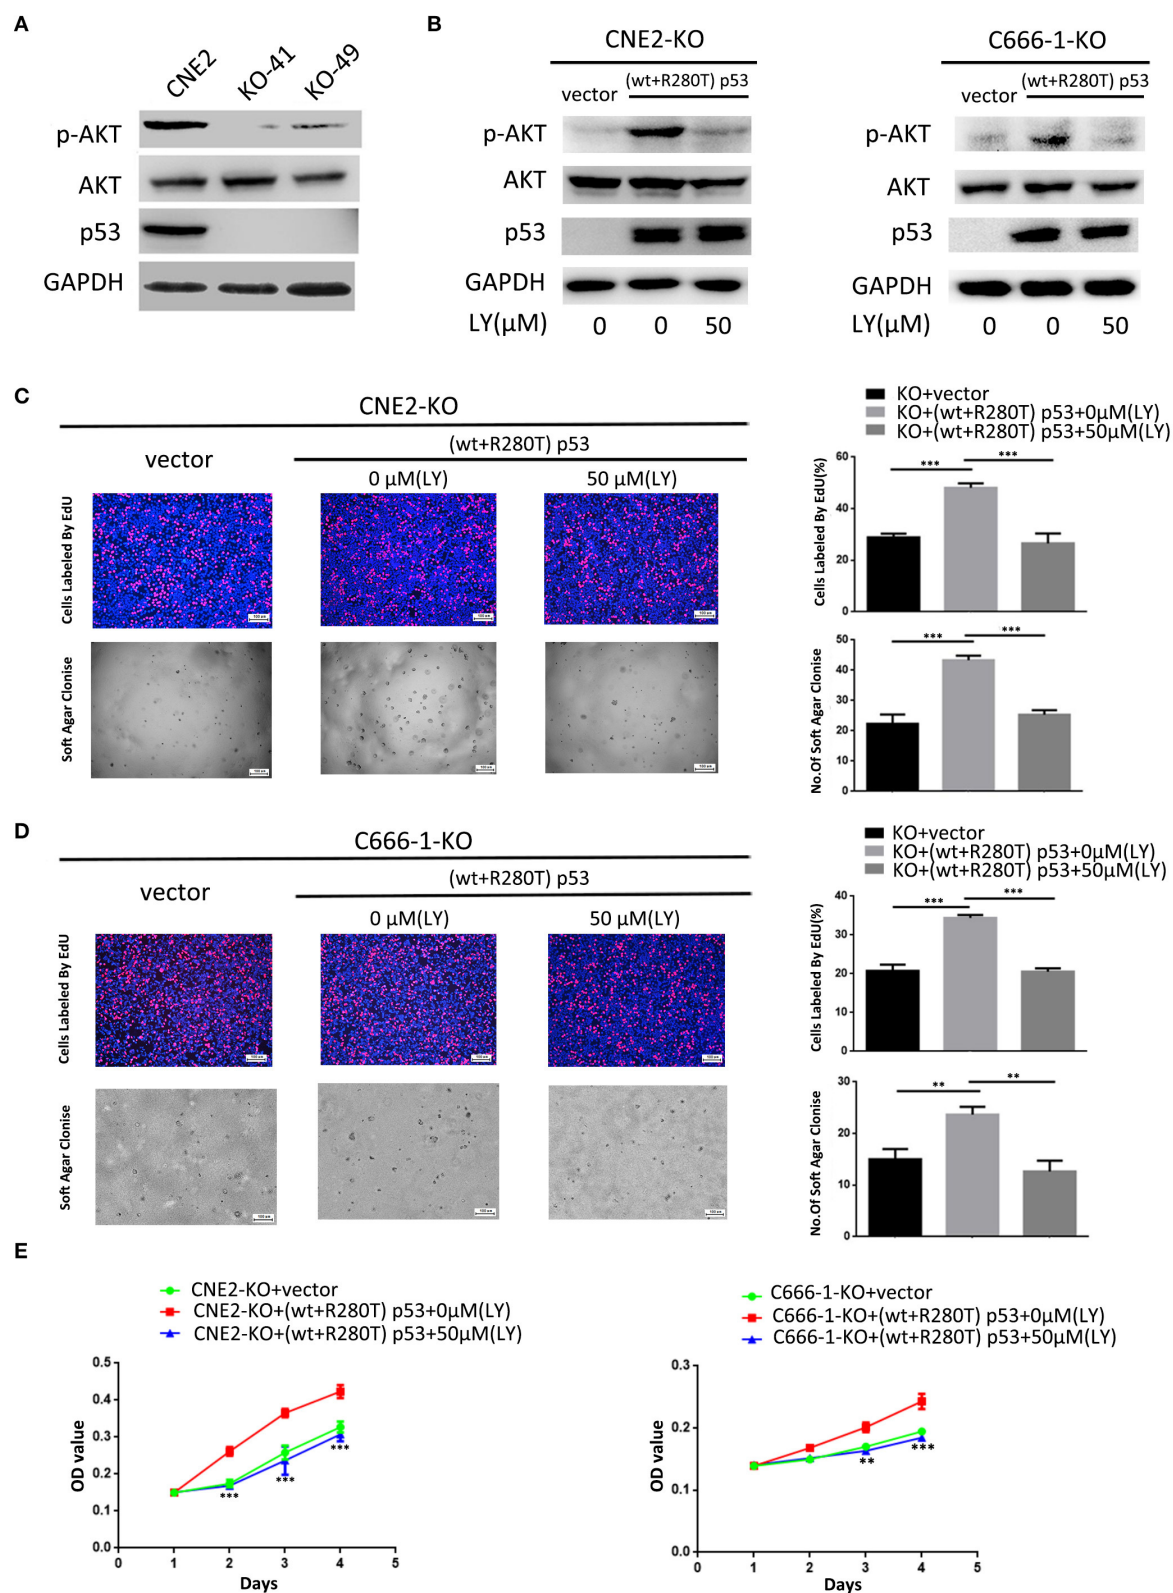 A
CNE2 KO-41 KO-49
p-AKT
AKT
p53
GAPDH
B
CNE2-KO
vector (wt+R280T) p53
p-AKT
AKT
p53
GAPDH
LY(μM) 0 0 50
C666-1-KO
vector (wt+R280T) p53
p-AKT
AKT
p53
GAPDH
LY(μM) 0 0 50
C
CNE2-KO
vector
(wt+R280T) p53
0 μM(LY) 50 μM(LY)
Cells Labeled By EdU
Soft Agar Clonise
KO+vector
KO+(wt+R280T) p53+0μM(LY)
KO+(wt+R280T) p53+50μM(LY)
Cells Labeled By EdU(%)
60
40
20
0
*** ***
No.Of Soft Agar Clonise
50
40
30
20
10
0
*** ***
D
C666-1-KO
vector
(wt+R280T) p53
0 μM(LY) 50 μM(LY)
Cells Labeled By EdU
Soft Agar Clonise
KO+vector
KO+(wt+R280T) p53+0μM(LY)
KO+(wt+R280T) p53+50μM(LY)
Cells Labeled By EdU(%)
40
30
20
10
0
*** ***
No.Of Soft Agar Clonise
30
20
10
0
** **
E
CNE2-KO+vector
CNE2-KO+(wt+R280T) p53+0μM(LY)
CNE2-KO+(wt+R280T) p53+50μM(LY)
OD value
0.5
0.4
0.3
0.2
0.1
0.0
*** *** ***
0 1 2 3 4 5
Days
C666-1-KO+vector
C666-1-KO+(wt+R280T) p53+0μM(LY)
C666-1-KO+(wt+R280T) p53+50μM(LY)
OD value
0.3
0.2
0.1
0.0
** ***
0 1 2 3 4 5
Days